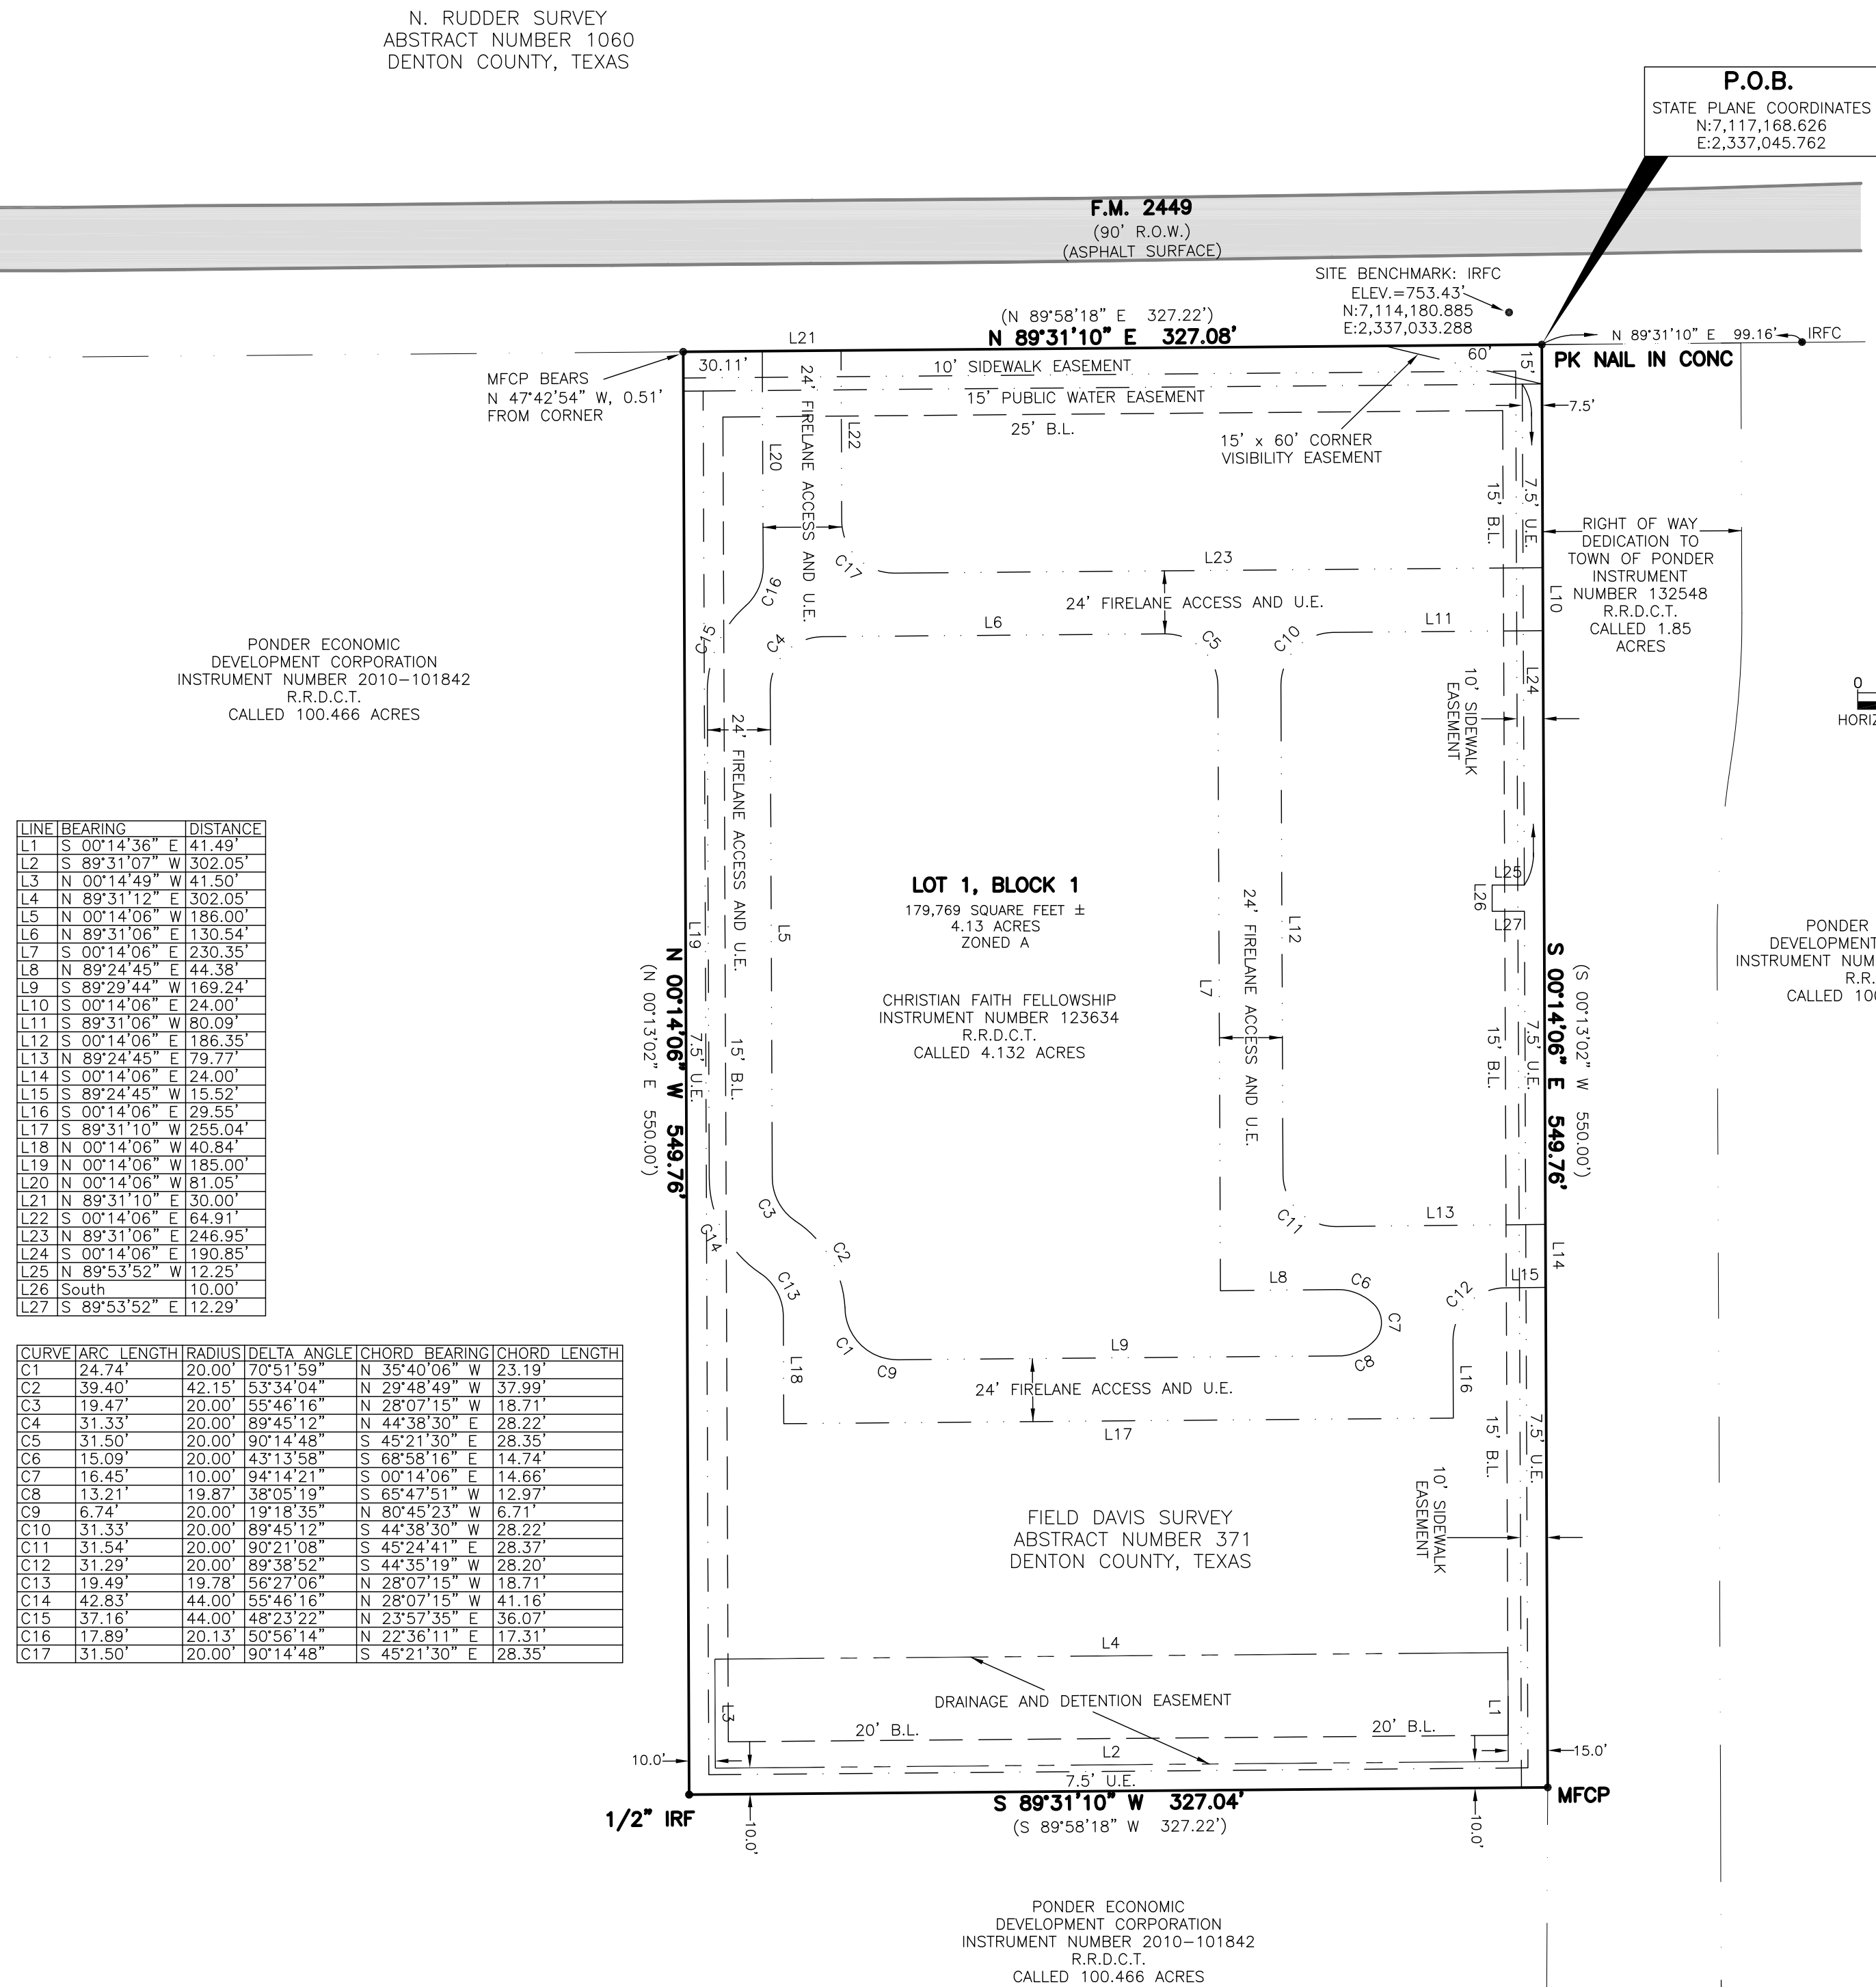 N. RUDDER SURVEY
ABSTRACT NUMBER 1060
DENTON COUNTY, TEXAS
P.O.B.
STATE PLANE COORDINATES
N:7,117,168.626
E:2,337,045.762
F.M. 2449
(90' R.O.W.)
(ASPHALT SURFACE)
SITE BENCHMARK: IRFC
ELEV.=753.43'
N:7,114,180.885
E:2,337,033.288
(N 89°58'18" E 327.22')
N 89°31'10" E 327.08'
L21
N 89°31'10" E 99.16'
IRFC
PK NAIL IN CONC
MFCP BEARS
N 47°42'54" W, 0.51'
FROM CORNER
30.11'
10' SIDEWALK EASEMENT
60'
15'
15' PUBLIC WATER EASEMENT
25' B.L.
7.5'
15' x 60' CORNER
VISIBILITY EASEMENT
24' FIRELANE ACCESS AND U.E.
L20
L22
15' B.L.
7.5' U.E.
RIGHT OF WAY
DEDICATION TO
TOWN OF PONDER
INSTRUMENT
NUMBER 132548
R.R.D.C.T.
CALLED 1.85
ACRES
L10
C17
C16
L23
24' FIRELANE ACCESS AND U.E.
L6
L11
C15
C4
C5
C10
L24
10' SIDEWALK
EASEMENT
PONDER ECONOMIC
DEVELOPMENT CORPORATION
INSTRUMENT NUMBER 2010-101842
R.R.D.C.T.
CALLED 100.466 ACRES
0
HORIZ
24' FIRELANE ACCESS AND U.E.
L19
L5
LOT 1, BLOCK 1
179,769 SQUARE FEET ±
4.13 ACRES
ZONED A
CHRISTIAN FAITH FELLOWSHIP
INSTRUMENT NUMBER 123634
R.R.D.C.T.
CALLED 4.132 ACRES
L7
24' FIRELANE ACCESS AND U.E.
L12
L25
L26
L27
PONDER
DEVELOPMENT
INSTRUMENT NUM
R.R.
CALLED 10
N 00°14'06" W 549.76'
(N 00°13'02" E 550.00')
7.5' U.E.
15' B.L.
15' B.L.
7.5' U.E.
S 00°14'06" E 549.76'
(S 00°13'02" W 550.00')
LINE BEARING DISTANCE
L1 S 00°14'36" E 41.49'
L2 S 89°31'07" W 302.05'
L3 N 00°14'49" W 41.50'
L4 N 89°31'12" E 302.05'
L5 N 00°14'06" W 186.00'
L6 N 89°31'06" E 130.54'
L7 S 00°14'06" E 230.35'
L8 N 89°24'45" E 44.38'
L9 S 89°29'44" W 169.24'
L10 S 00°14'06" E 24.00'
L11 S 89°31'06" W 80.09'
L12 S 00°14'06" E 186.35'
L13 N 89°24'45" E 79.77'
L14 S 00°14'06" E 24.00'
L15 S 89°24'45" W 15.52'
L16 S 00°14'06" E 29.55'
L17 S 89°31'10" W 255.04'
L18 N 00°14'06" W 40.84'
L19 N 00°14'06" W 185.00'
L20 N 00°14'06" W 81.05'
L21 N 89°31'10" E 30.00'
L22 S 00°14'06" E 64.91'
L23 N 89°31'06" E 246.95'
L24 S 00°14'06" E 190.85'
L25 N 89°53'52" W 12.25'
L26 South 10.00'
L27 S 89°53'52" E 12.29'
CURVE ARC LENGTH RADIUS DELTA ANGLE CHORD BEARING CHORD LENGTH
C1 24.74' 20.00' 70°51'59" N 35°40'06" W 23.19'
C2 39.40' 42.15' 53°34'04" N 29°48'49" W 37.99'
C3 19.47' 20.00' 55°46'16" N 28°07'15" W 18.71'
C4 31.33' 20.00' 89°45'12" N 44°38'30" E 28.22'
C5 31.50' 20.00' 90°14'48" S 45°21'30" E 28.35'
C6 15.09' 20.00' 43°13'58" S 68°58'16" E 14.74'
C7 16.45' 10.00' 94°14'21" S 00°14'06" E 14.66'
C8 13.21' 19.87' 38°05'19" S 65°47'51" W 12.97'
C9 6.74' 20.00' 19°18'35" N 80°45'23" W 6.71'
C10 31.33' 20.00' 89°45'12" S 44°38'30" W 28.22'
C11 31.54' 20.00' 90°21'08" S 45°24'41" E 28.37'
C12 31.29' 20.00' 89°38'52" S 44°35'19" W 28.20'
C13 19.49' 19.78' 56°27'06" N 28°07'15" W 18.71'
C14 42.83' 44.00' 55°46'16" N 28°07'15" W 41.16'
C15 37.16' 44.00' 48°23'22" N 23°57'35" E 36.07'
C16 17.89' 20.13' 50°56'14" N 22°36'11" E 17.31'
C17 31.50' 20.00' 90°14'48" S 45°21'30" E 28.35'
C3
C14
C2
C13
C11
L13
L14
L8
C6
C12
L15
C7
C1
C9
L9
C8
L18
24' FIRELANE ACCESS AND U.E.
L16
L17
15' B.L.
7.5' U.E.
10' SIDEWALK
EASEMENT
FIELD DAVIS SURVEY
ABSTRACT NUMBER 371
DENTON COUNTY, TEXAS
L4
DRAINAGE AND DETENTION EASEMENT
L3
L1
20' B.L.
20' B.L.
10.0'
L2
15.0'
7.5' U.E.
1/2" IRF
S 89°31'10" W 327.04'
(S 89°58'18" W 327.22')
MFCP
10.0'
10.0'
PONDER ECONOMIC
DEVELOPMENT CORPORATION
INSTRUMENT NUMBER 2010-101842
R.R.D.C.T.
CALLED 100.466 ACRES